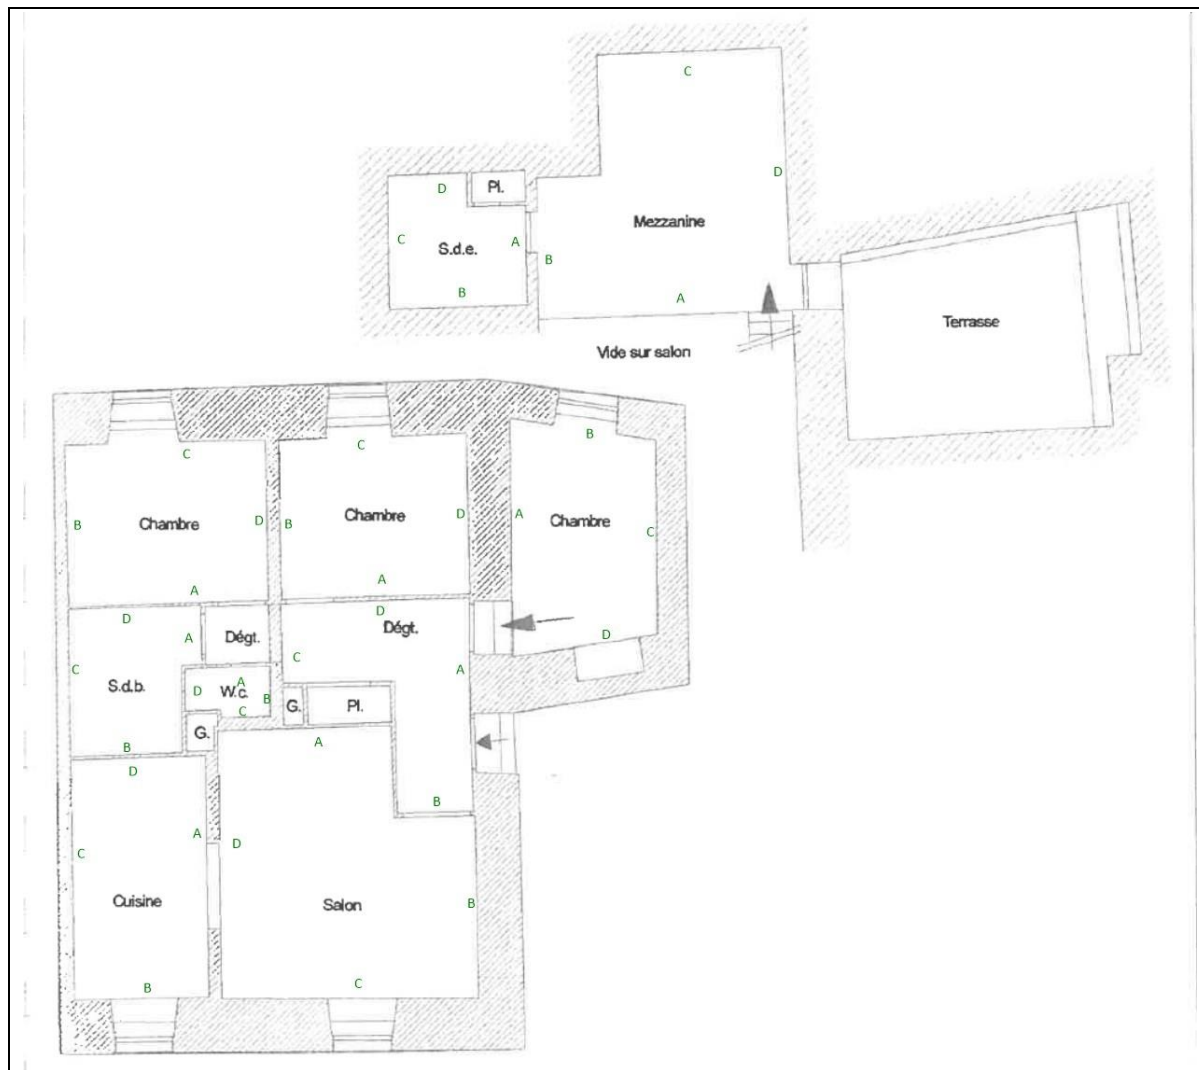 C
D
Pl.
D
Mezzanine
C
A
S.d.e.
B
B
A
Terrasse
Vide sur salon
B
C
C
B
Chambre
D
B
Chambre
D
A
Chambre
C
A
A
D
D
Dégt.
D
A
Dégt.
C
C
A
S.d.b.
D
W.c.
A
B
C
G.
Pl.
G.
B
A
D
B
A
C
D
Cuisine
Salon
B
B
C